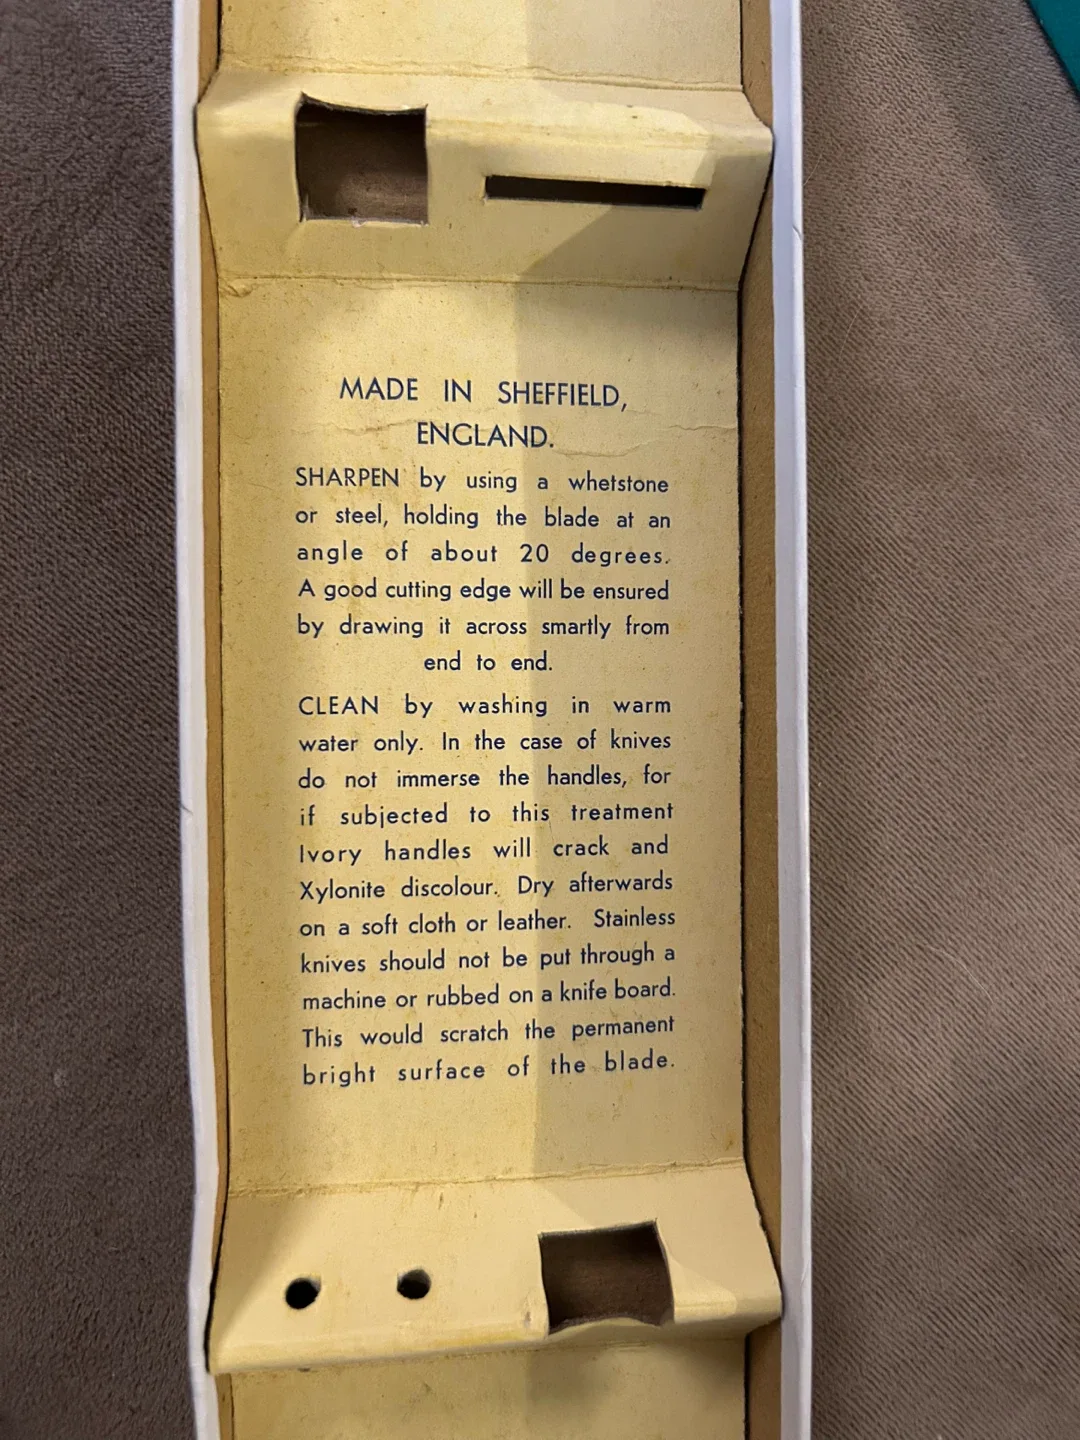 MADE IN SHEFFIELD,
ENGLAND.
SHARPEN by using a whetstone
or steel, holding the blade at an
angle of about 20 degrees.
A good cutting edge will be ensured
by drawing it across smartly from
end to end.
CLEAN by washing in warm
water only. In the case of knives
do not immerse the handles, for
if subjected to this treatment
Ivory handles will crack and
Xylonite discolour. Dry afterwards
on a soft cloth or leather. Stainless
knives should not be put through a
machine or rubbed on a knife board.
This would scratch the permanent
bright surface of the blade.